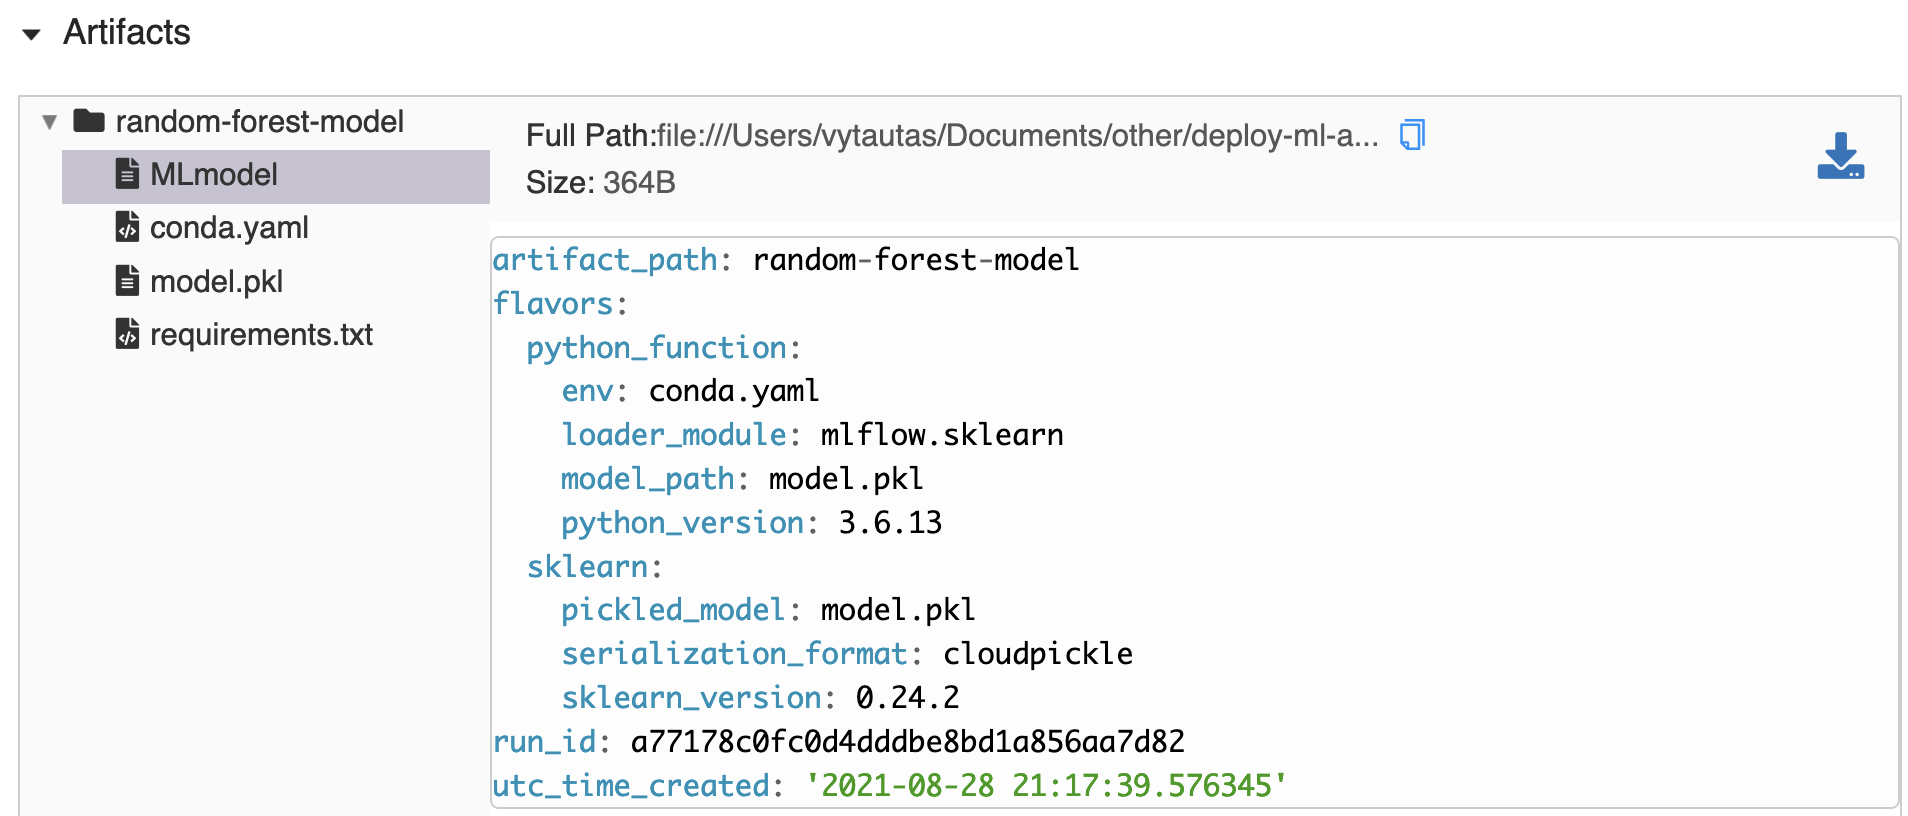 Artifacts
random-forest-model
MLmodel
conda.yaml
model.pkl
requirements.txt
Full Path:file:///Users/vytautas/Documents/other/deploy-ml-a...
Size: 364B
artifact_path: random-forest-model
flavors:
  python_function:
    env: conda.yaml
    loader_module: mlflow.sklearn
    model_path: model.pkl
    python_version: 3.6.13
  sklearn:
    pickled_model: model.pkl
    serialization_format: cloudpickle
    sklearn_version: 0.24.2
run_id: a77178c0fc0d4dddbe8bd1a856aa7d82
utc_time_created: '2021-08-28 21:17:39.576345'